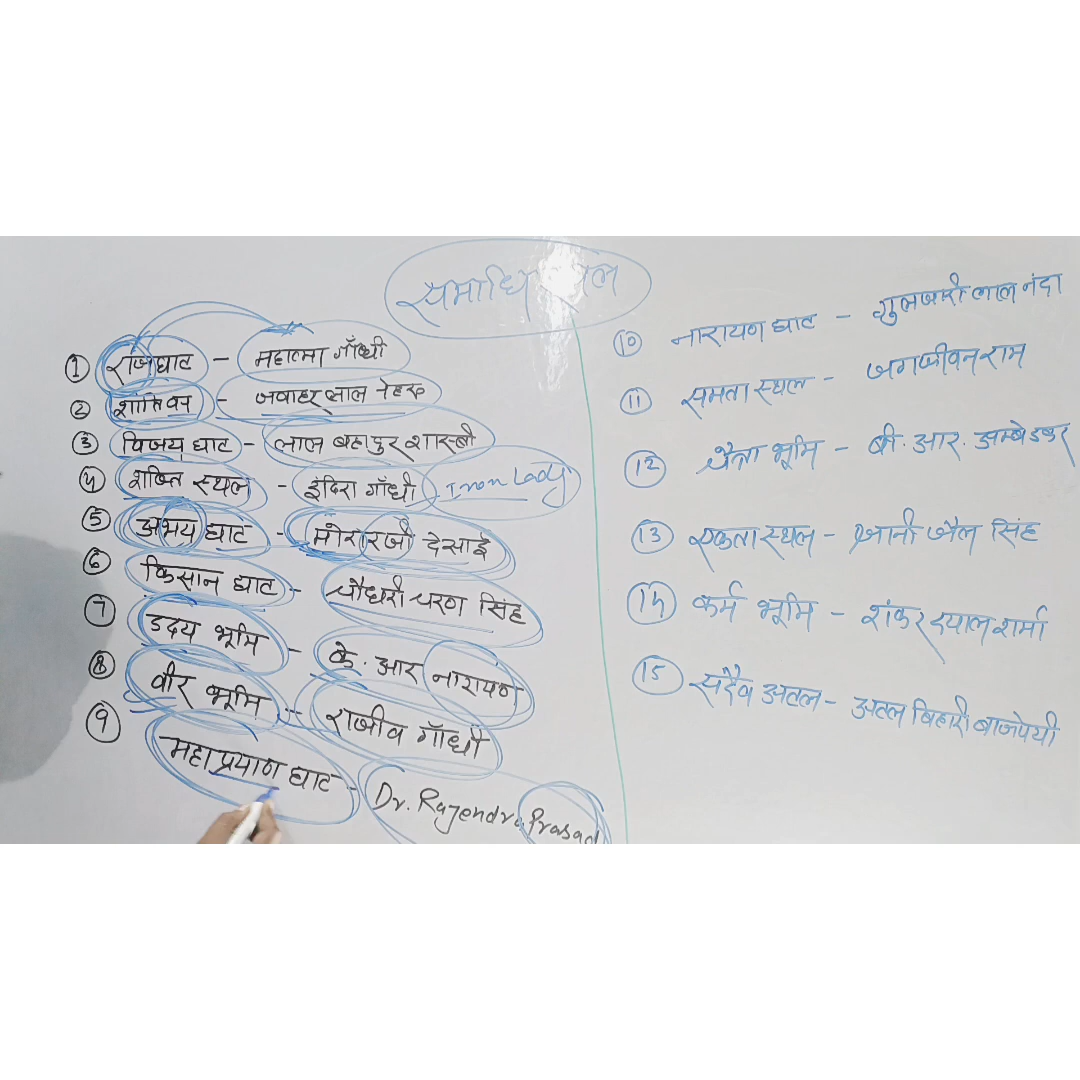 समाधि स्थल
① राजघाट - महात्मा गाँधी
② शांति वन - जवाहर लाल नेहरू
③ विजय घाट - लाल बहादुर शास्त्री
④ शक्ति स्थल - इंदिरा गाँधी Iron Lady
⑤ अभय घाट - मोरारजी देसाई
⑥ किसान घाट - चौधरी चरण सिंह
⑦ उदय भूमि - के. आर नारायण
⑧ वीर भूमि - राजीव गाँधी
⑨ महाप्रयाण घाट - Dr. Rajendra Prasad
⑩ नारायण घाट - गुलजारी लाल नंदा
⑪ समता स्थल - जगजीवन राम
⑫ चैत्रा भूमि - बी. आर. अम्बेडकर
⑬ एकता स्थल - ज्ञानी जैल सिंह
⑭ कर्म भूमि - शंकर दयाल शर्मा
⑮ सदैव अटल - अटल बिहारी बाजपेयी